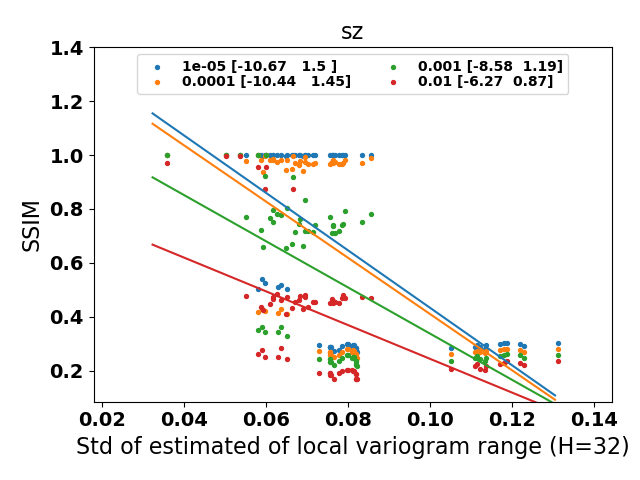 sz
1e-05 [-10.67 1.5 ]
0.0001 [-10.44 1.45]
0.001 [-8.58 1.19]
0.01 [-6.27 0.87]
1.4
1.2
1.0
0.8
0.6
0.4
0.2
SSIM
0.02 0.04 0.06 0.08 0.10 0.12 0.14
Std of estimated of local variogram range (H=32)